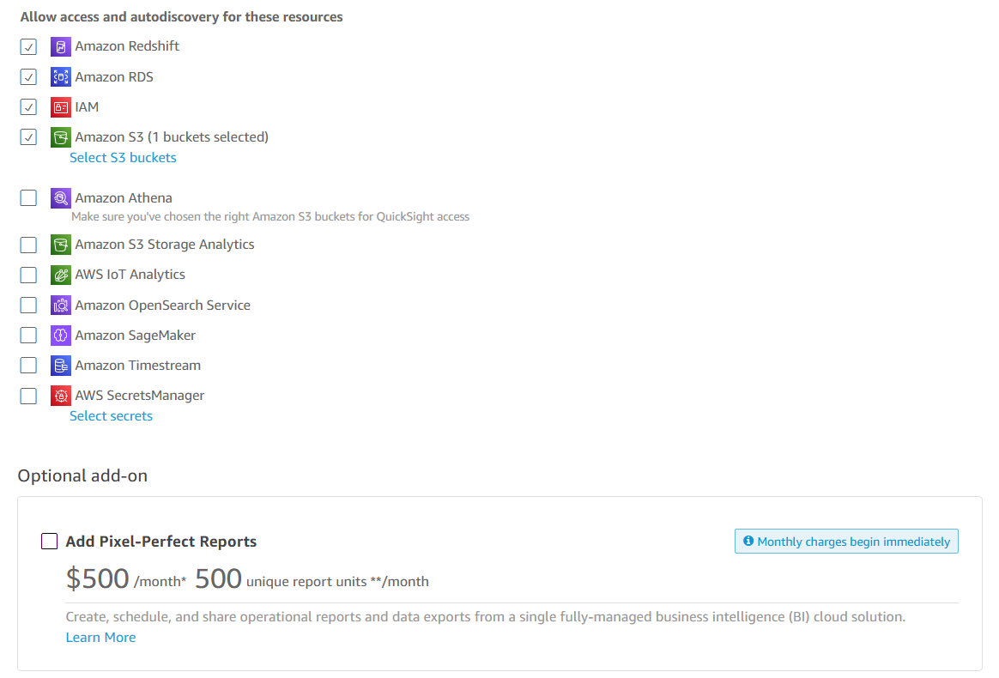 Allow access and autodiscovery for these resources
Amazon Redshift
Amazon RDS
IAM
Amazon S3 (1 buckets selected)
Select S3 buckets
Amazon Athena
Make sure you've chosen the right Amazon S3 buckets for QuickSight access
Amazon S3 Storage Analytics
AWS IoT Analytics
Amazon OpenSearch Service
Amazon SageMaker
Amazon Timestream
AWS SecretsManager
Select secrets
Optional add-on
Add Pixel-Perfect Reports
Monthly charges begin immediately
$500 /month* 500 unique report units **/month
Create, schedule, and share operational reports and data exports from a single fully-managed business intelligence (BI) cloud solution.
Learn More